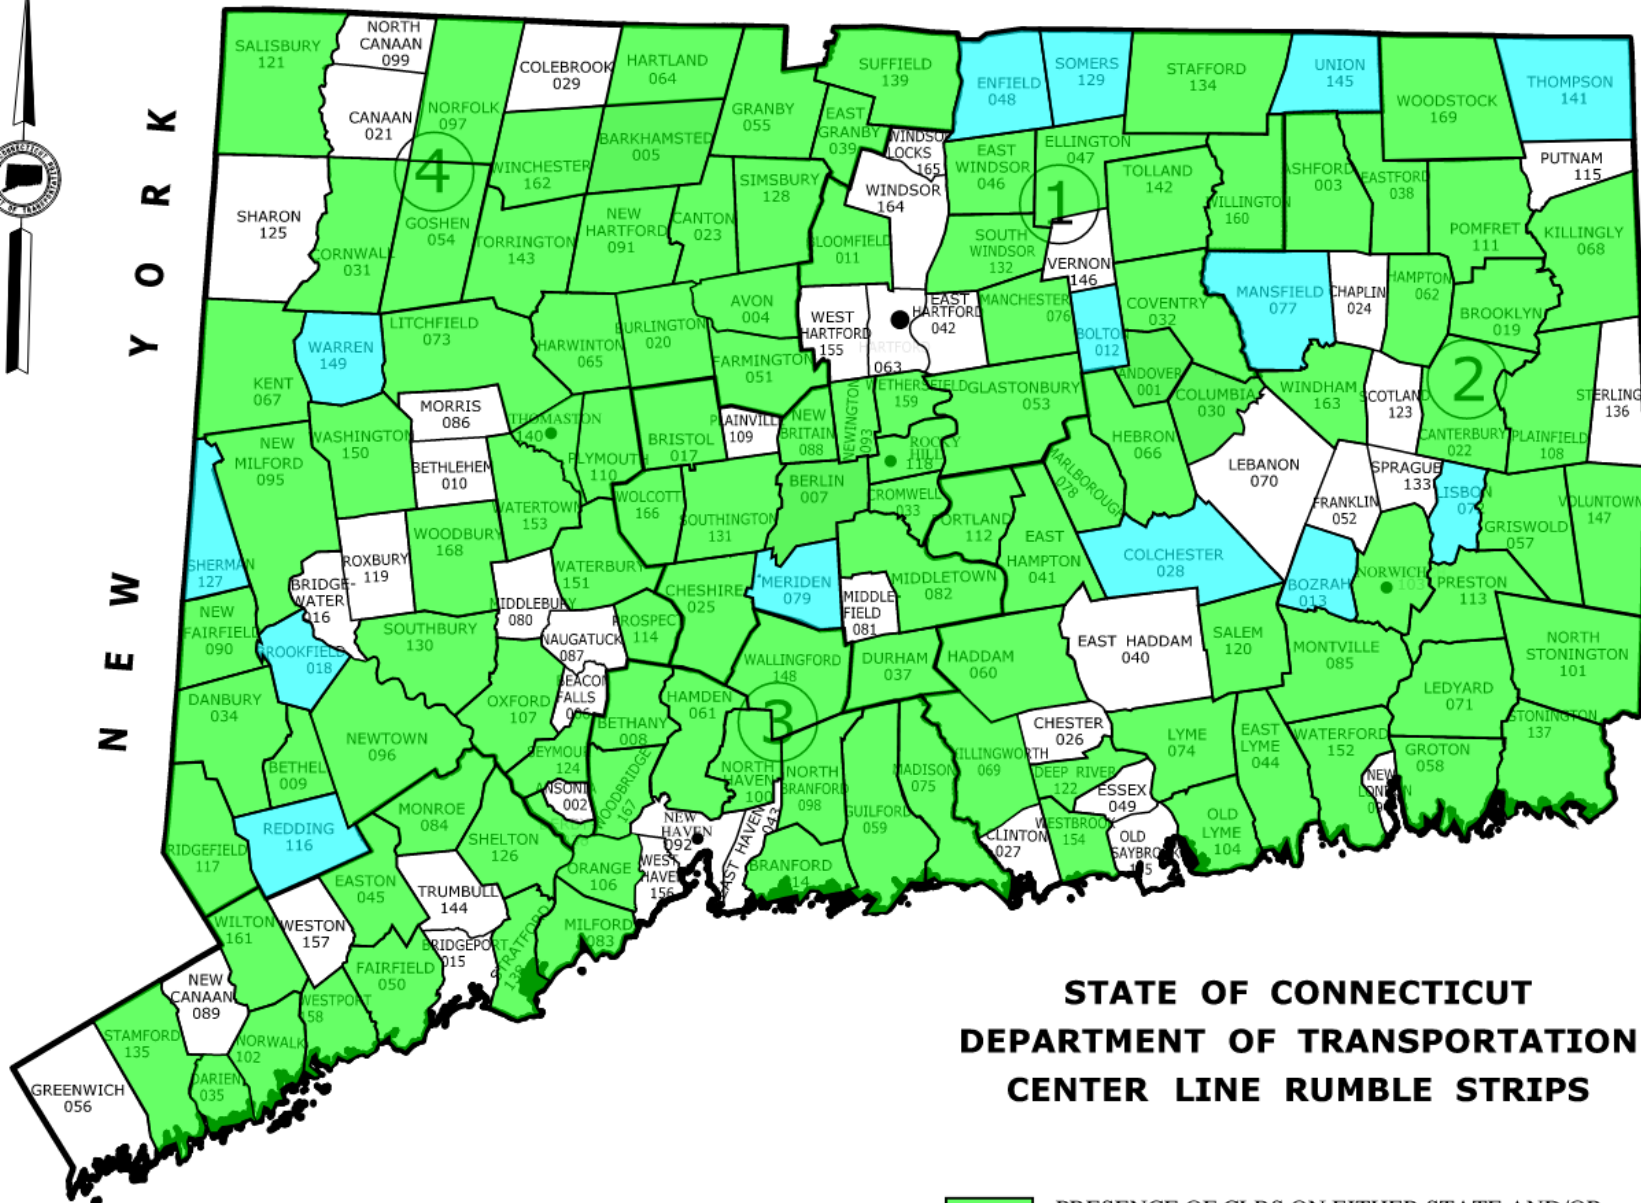 NEW YORK
SALISBURY
121
NORTH
CANAAN
099
CANAAN
021
NORFOLK
097
COLEBROOK
029
HARTLAND
064
WINCHESTER
162
BARKHAMSTED
005
GRANBY
055
SUFFIELD
139
EAST
GRANBY
039
LOCKS
165
WINDSOR
164
ENFIELD
048
SOMERS
129
STAFFORD
134
UNION
145
WOODSTOCK
169
THOMPSON
141
PUTNAM
115
EAST
WINDSOR
046
ELLINGTON
047
TOLLAND
142
WILLINGTON
160
ASHFORD
003
EASTFORD
038
POMFRET
111
KILLINGLY
068
4
1
SHARON
125
CORNWALL
031
GOSHEN
054
TORRINGTON
143
NEW
HARTFORD
091
CANTON
023
SIMSBURY
128
BLOOMFIELD
011
SOUTH
WINDSOR
132
VERNON
146
MANSFIELD
077
CHAPLIN
024
HAMPTON
062
BROOKLYN
019
WARREN
149
LITCHFIELD
073
HARWINTON
065
BURLINGTON
020
AVON
004
FARMINGTON
051
WEST
HARTFORD
155
HARTFORD
063
EAST
HARTFORD
042
MANCHESTER
076
BOLTON
012
COVENTRY
032
ANDOVER
001
COLUMBIA
030
WINDHAM
163
SCOTLAND
123
2
CANTERBURY
022
PLAINFIELD
108
STERLING
136
KENT
067
MORRIS
086
THOMASTON
140
PLYMOUTH
110
BRISTOL
017
109
NEW
BRITAIN
088
NEWINGTON
093
WETHERSFIELD
159
ROCKY
HILL
118
GLASTONBURY
053
HEBRON
066
MARLBOROUGH
078
LEBANON
070
FRANKLIN
052
SPRAGUE
133
LISBON
GRISWOLD
057
VOLUNTOWN
147
NEW
MILFORD
095
WASHINGTON
150
BETHLEHEM
010
WATERTOWN
153
WOLCOTT
166
SOUTHINGTON
131
BERLIN
007
CROMWELL
033
PORTLAND
112
EAST
HAMPTON
041
COLCHESTER
028
BOZRAH
013
NORWICH
103
PRESTON
113
SHERMAN
127
ROXBURY
119
WOODBURY
168
WATERBURY
151
CHESHIRE
025
MERIDEN
079
MIDDLE-
FIELD
081
MIDDLETOWN
082
BRIDGE-
WATER
016
MIDDLEBURY
080
NAUGATUCK
087
114
NEW
FAIRFIELD
090
BROOKFIELD
018
SOUTHBURY
130
WALLINGFORD
148
DURHAM
037
HADDAM
060
EAST HADDAM
040
SALEM
120
MONTVILLE
085
NORTH
STONINGTON
101
DANBURY
034
NEWTOWN
096
OXFORD
107
BEACON
FALLS
006
BETHANY
008
HAMDEN
061
3
CHESTER
026
LYME
074
EAST
LYME
044
WATERFORD
152
LEDYARD
071
GROTON
058
STONINGTON
137
BETHEL
009
SEYMOUR
124
WOODBRIDGE
167
NORTH
HAVEN
100
NORTH
BRANFORD
098
GUILFORD
059
MADISON
075
KILLINGWORTH
069
DEEP RIVER
122
ESSEX
049
NEW
LONDON
RIDGEFIELD
117
REDDING
116
MONROE
084
SHELTON
126
ANSONIA
002
ORANGE
106
NEW
HAVEN
092
WEST
HAVEN
156
EAST HAVEN
043
BRANFORD
CLINTON
027
WESTBROOK
154
OLD
SAYBROOK
OLD
LYME
104
WILTON
161
WESTON
157
EASTON
045
TRUMBULL
144
BRIDGEPORT
015
STRATFORD
138
MILFORD
083
FAIRFIELD
050
NEW
CANAAN
089
WESTPORT
158
NORWALK
102
STAMFORD
135
DARIEN
035
GREENWICH
056
STATE OF CONNECTICUT
DEPARTMENT OF TRANSPORTATION
CENTER LINE RUMBLE STRIPS
PRESENCE OF CLRS ON EITHER STATE AND/OR